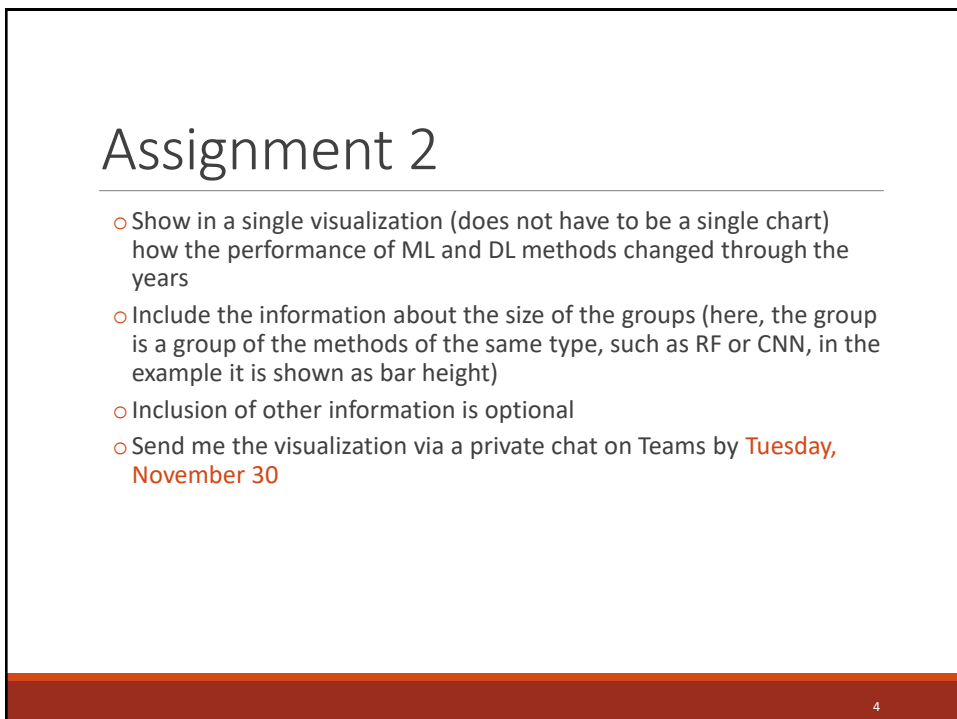 Assignment 2
o Show in a single visualization (does not have to be a single chart)
how the performance of ML and DL methods changed through the
years
o Include the information about the size of the groups (here, the group
is a group of the methods of the same type, such as RF or CNN, in the
example it is shown as bar height)
o Inclusion of other information is optional
o Send me the visualization via a private chat on Teams by Tuesday,
November 30
4